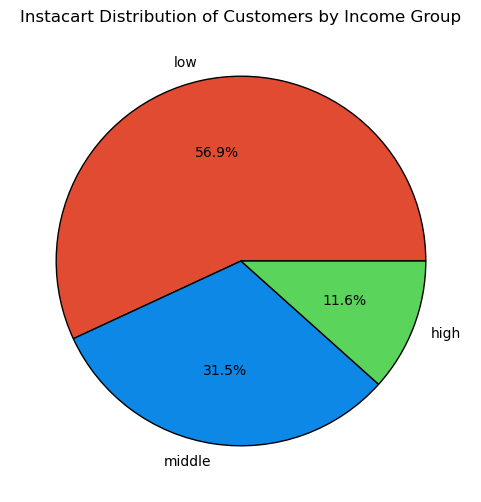 Instacart Distribution of Customers by Income Group
low
56.9%
11.6%
high
31.5%
middle